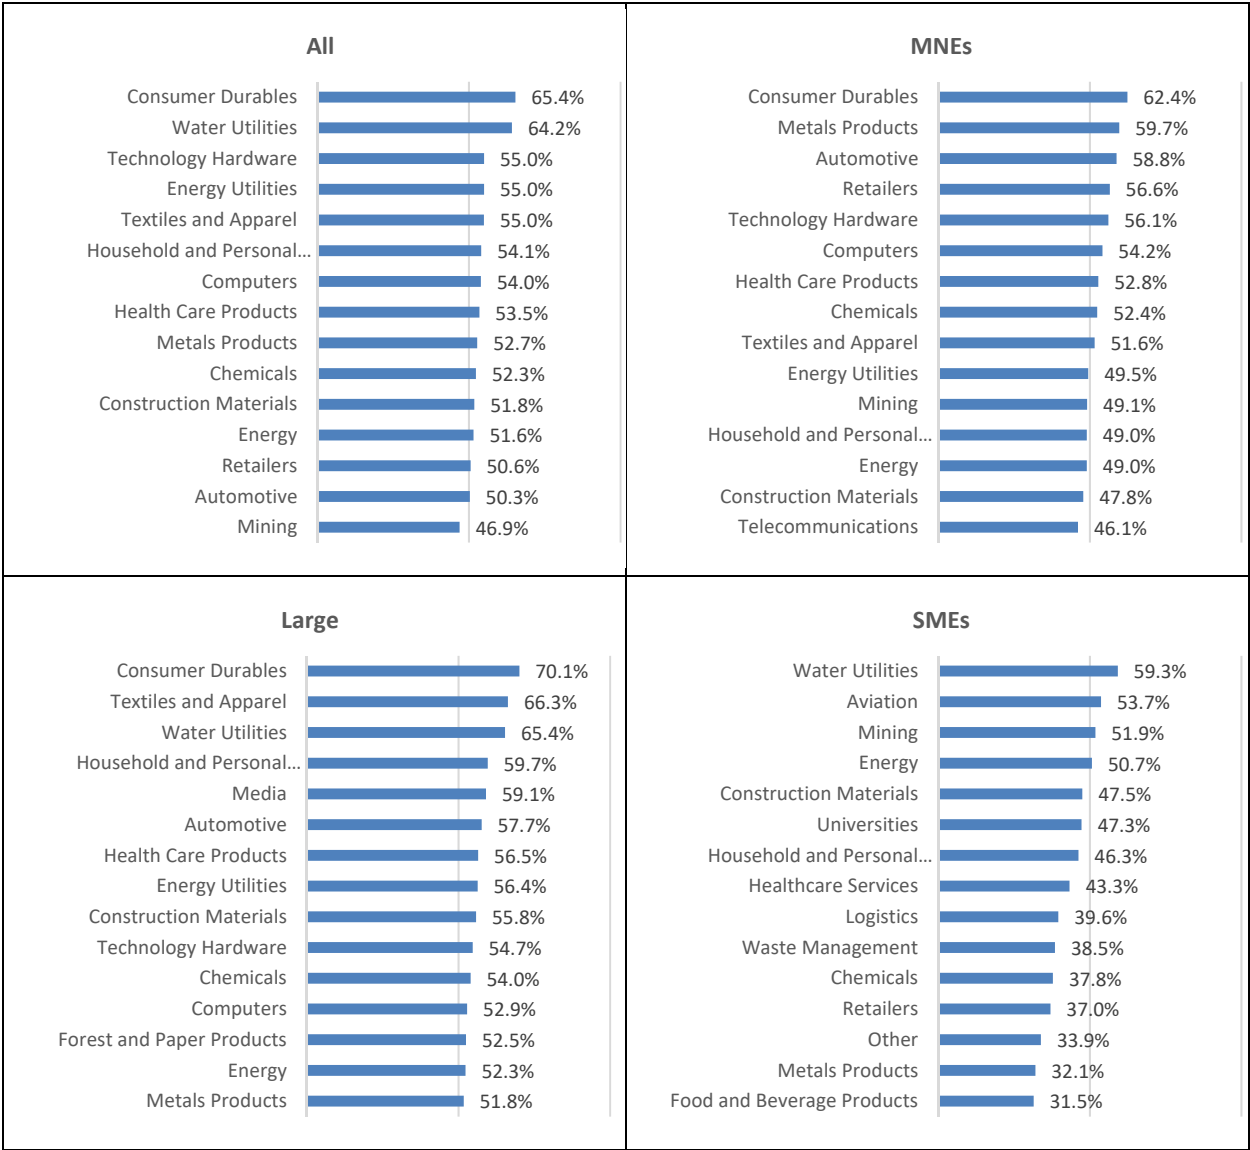 All
Consumer Durables 65.4%
Water Utilities 64.2%
Technology Hardware 55.0%
Energy Utilities 55.0%
Textiles and Apparel 55.0%
Household and Personal... 54.1%
Computers 54.0%
Health Care Products 53.5%
Metals Products 52.7%
Chemicals 52.3%
Construction Materials 51.8%
Energy 51.6%
Retailers 50.6%
Automotive 50.3%
Mining 46.9%
MNEs
Consumer Durables 62.4%
Metals Products 59.7%
Automotive 58.8%
Retailers 56.6%
Technology Hardware 56.1%
Computers 54.2%
Health Care Products 52.8%
Chemicals 52.4%
Textiles and Apparel 51.6%
Energy Utilities 49.5%
Mining 49.1%
Household and Personal... 49.0%
Energy 49.0%
Construction Materials 47.8%
Telecommunications 46.1%
Large
Consumer Durables 70.1%
Textiles and Apparel 66.3%
Water Utilities 65.4%
Household and Personal... 59.7%
Media 59.1%
Automotive 57.7%
Health Care Products 56.5%
Energy Utilities 56.4%
Construction Materials 55.8%
Technology Hardware 54.7%
Chemicals 54.0%
Computers 52.9%
Forest and Paper Products 52.5%
Energy 52.3%
Metals Products 51.8%
SMEs
Water Utilities 59.3%
Aviation 53.7%
Mining 51.9%
Energy 50.7%
Construction Materials 47.5%
Universities 47.3%
Household and Personal... 46.3%
Healthcare Services 43.3%
Logistics 39.6%
Waste Management 38.5%
Chemicals 37.8%
Retailers 37.0%
Other 33.9%
Metals Products 32.1%
Food and Beverage Products 31.5%